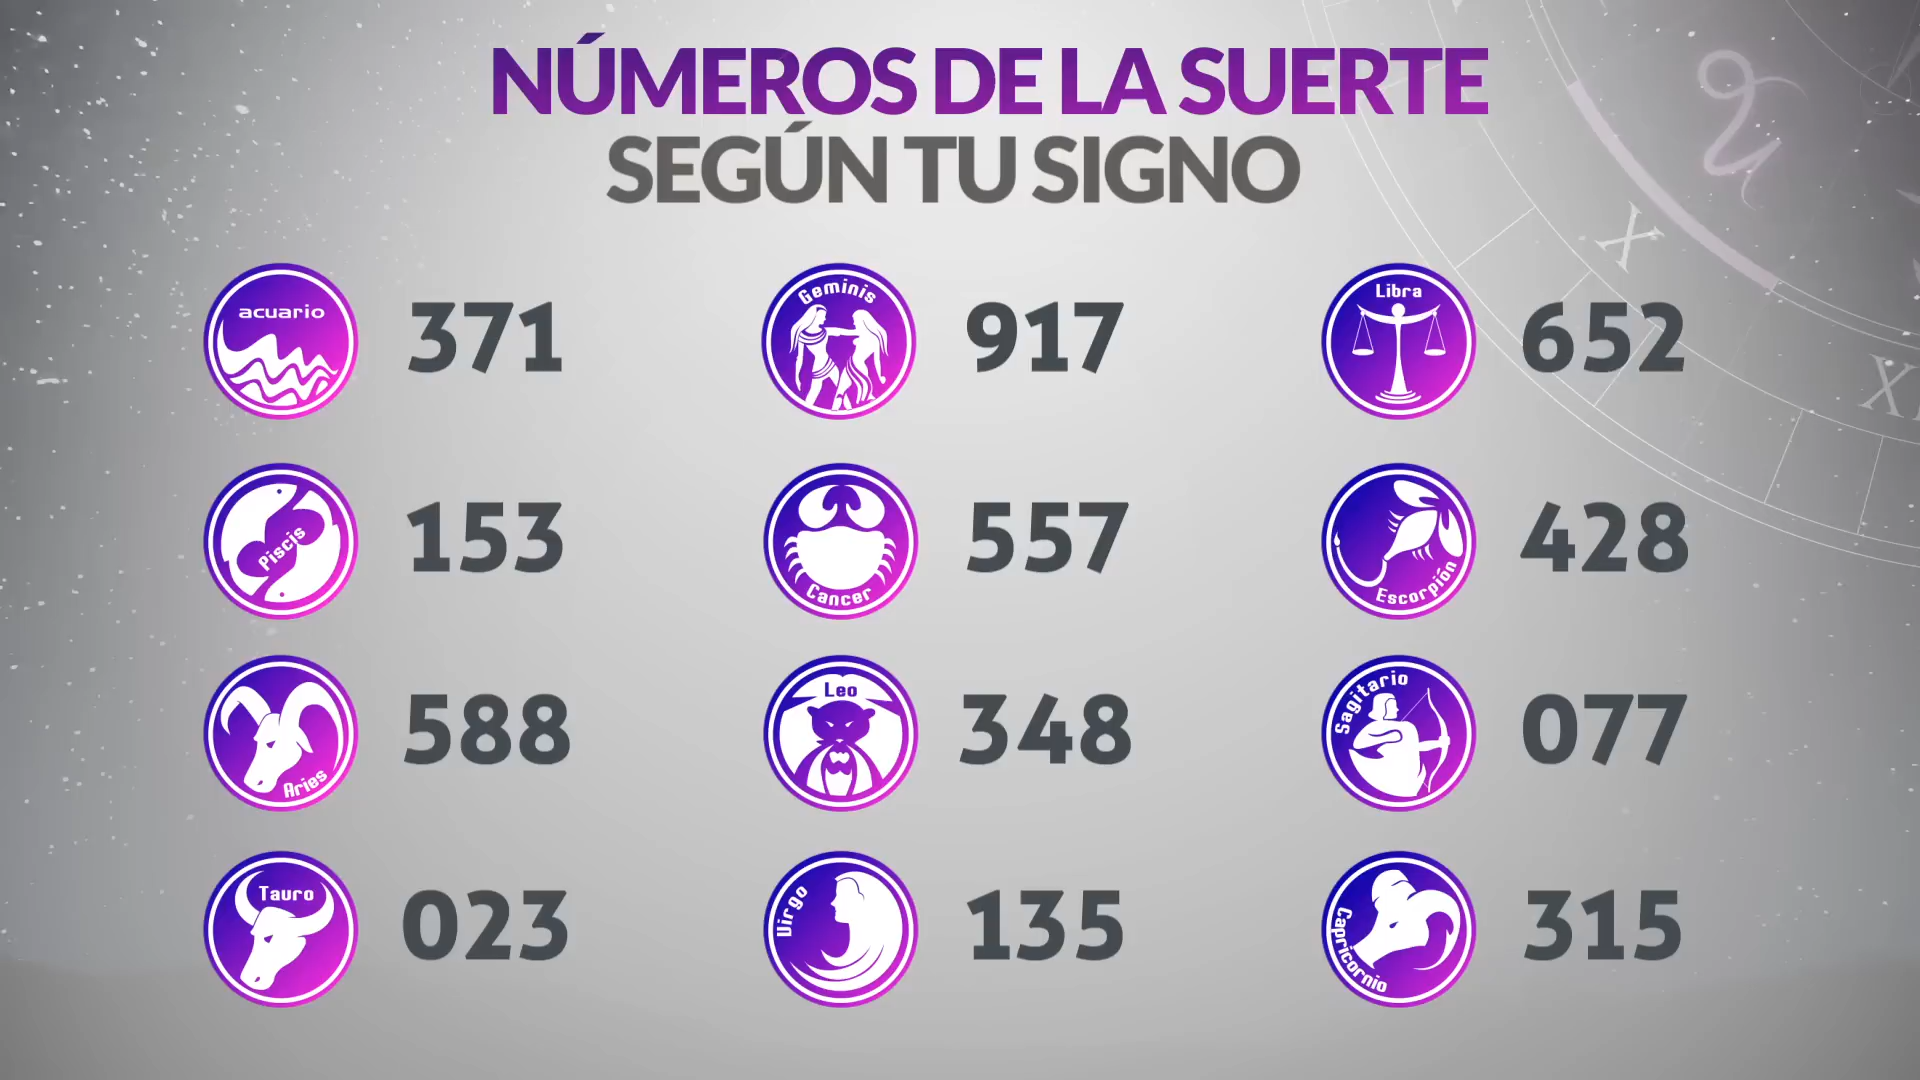 NÚMEROS DE LA SUERTE
SEGÚN TU SIGNO
acuario 371
Geminis 917
Libra 652
Piscis 153
Cancer 557
Escorpión 428
Aries 588
Leo 348
Sagitario 077
Tauro 023
Virgo 135
Capricornio 315
X